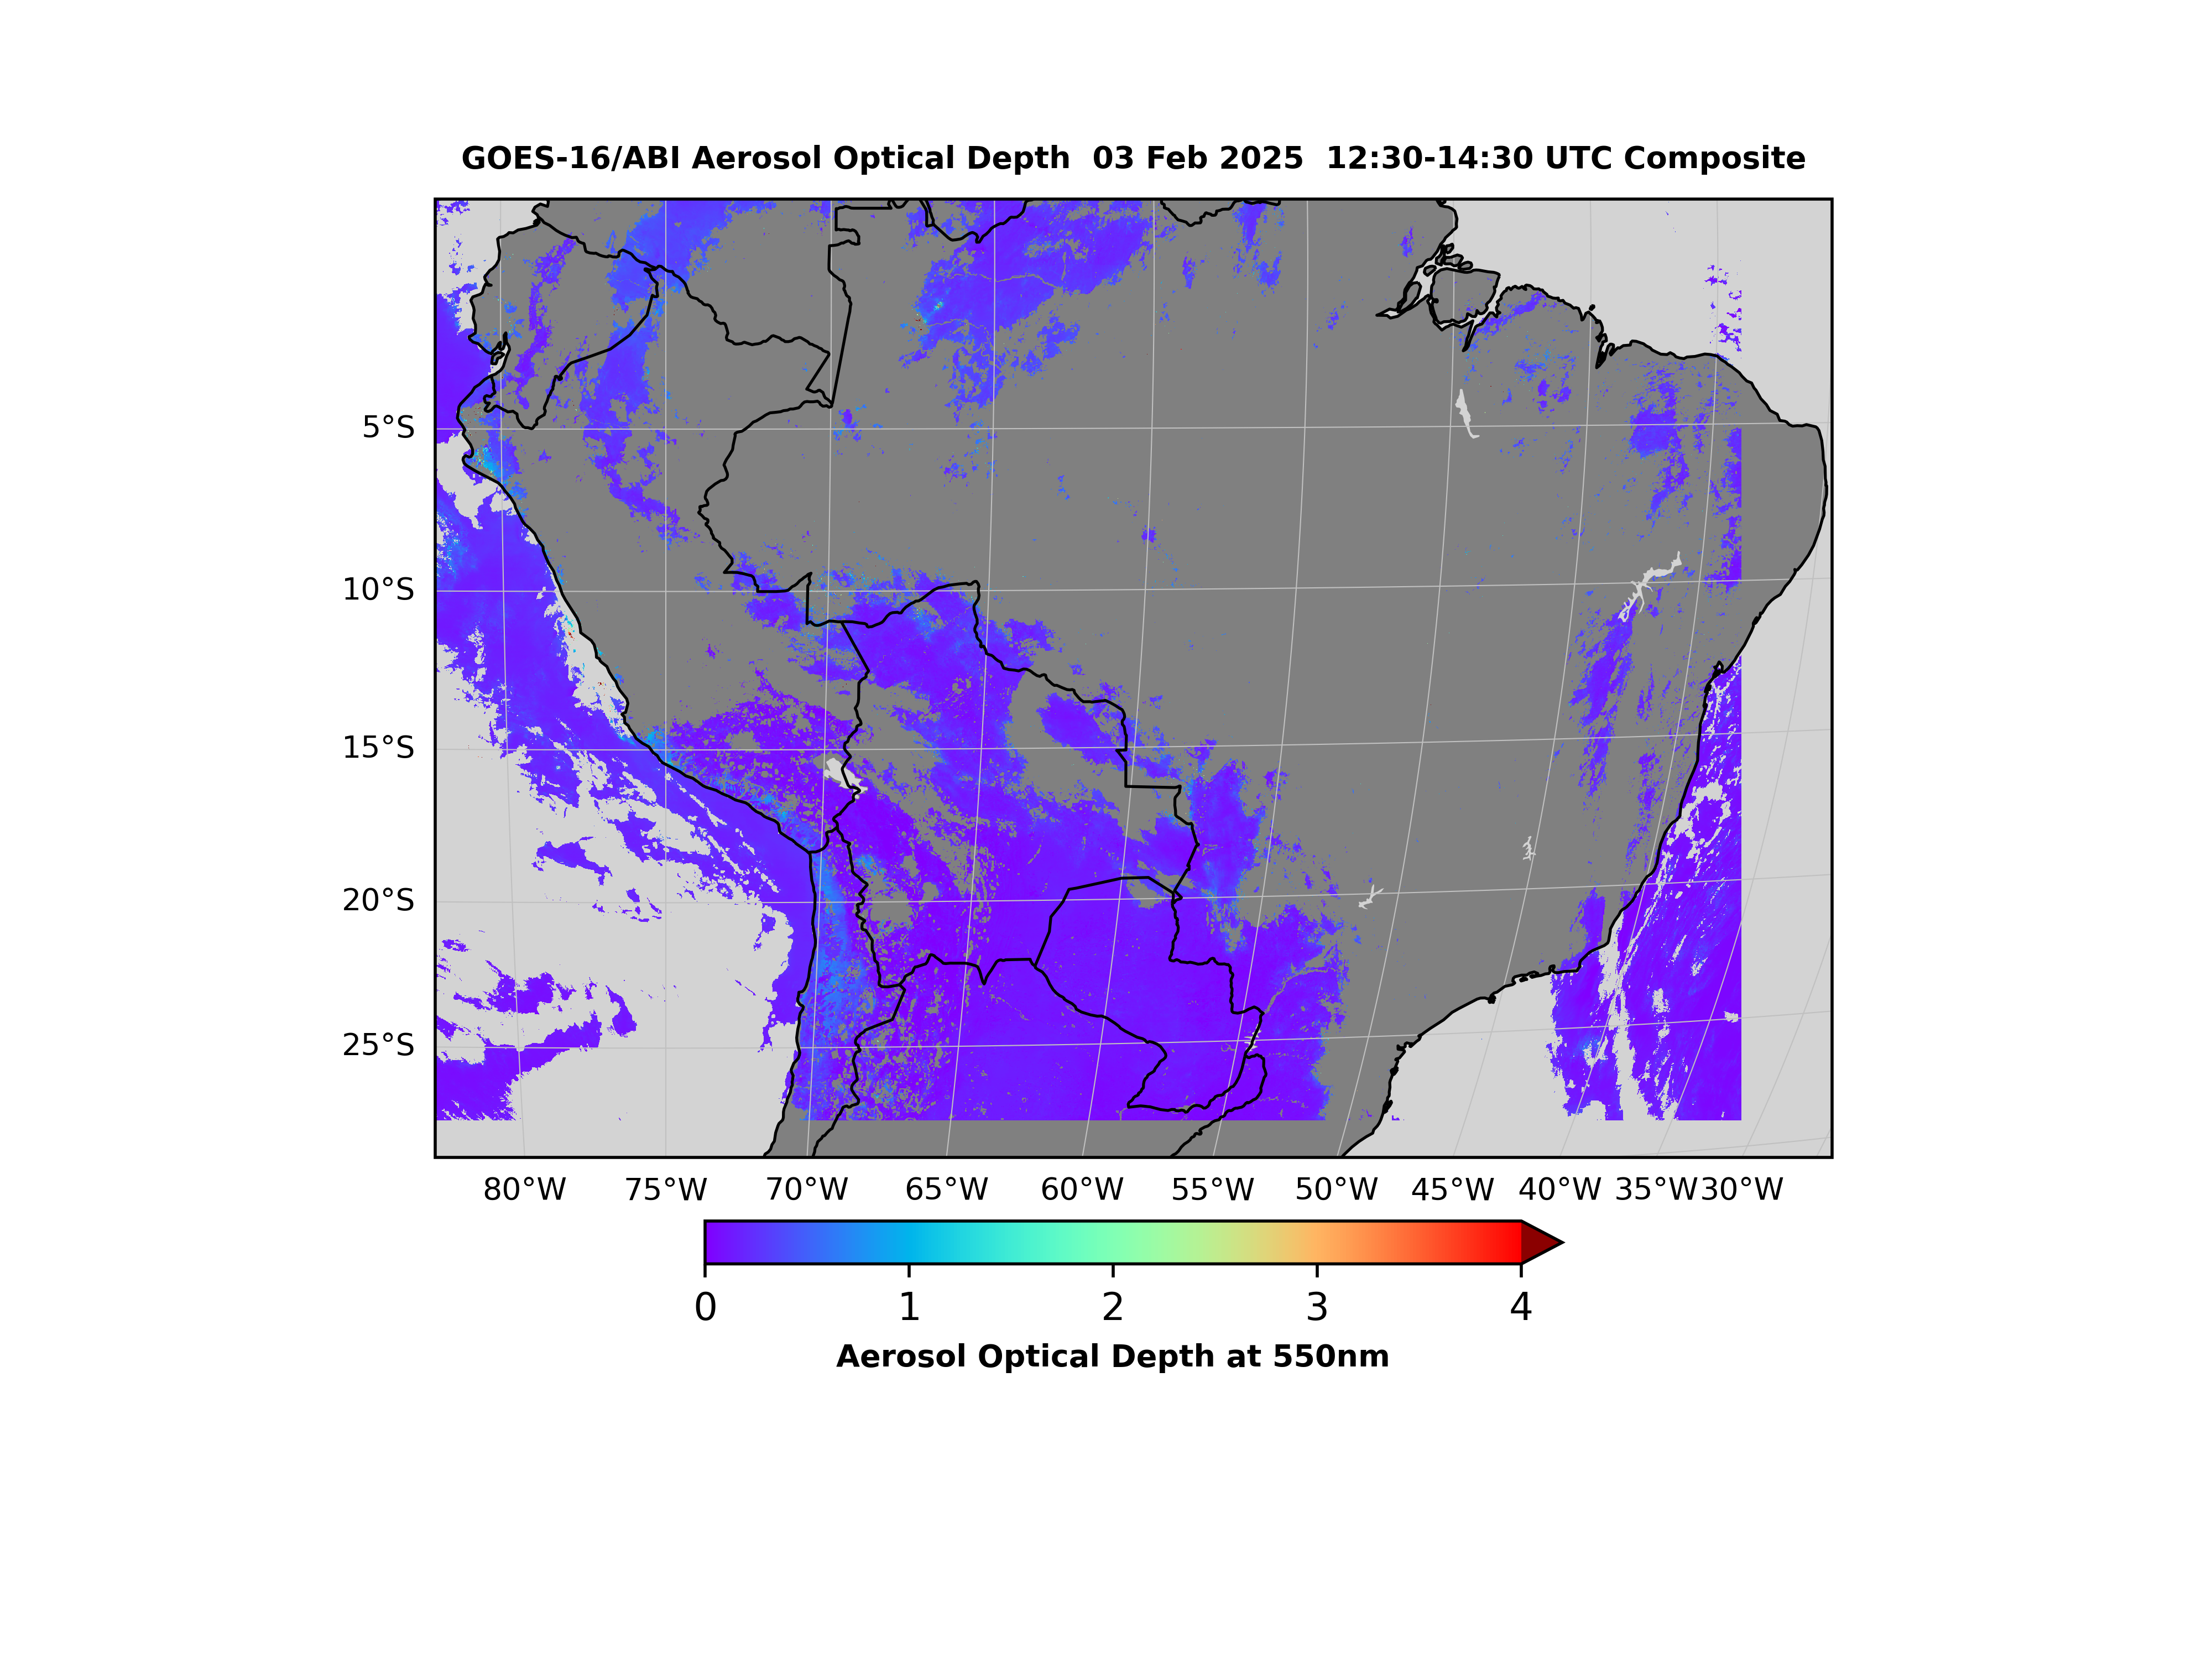 GOES-16/ABI Aerosol Optical Depth  03 Feb 2025  12:30-14:30 UTC Composite
5°S
10°S
15°S
20°S
25°S
80°W 75°W 70°W 65°W 60°W 55°W 50°W 45°W 40°W 35°W 30°W
0 1 2 3 4
Aerosol Optical Depth at 550nm